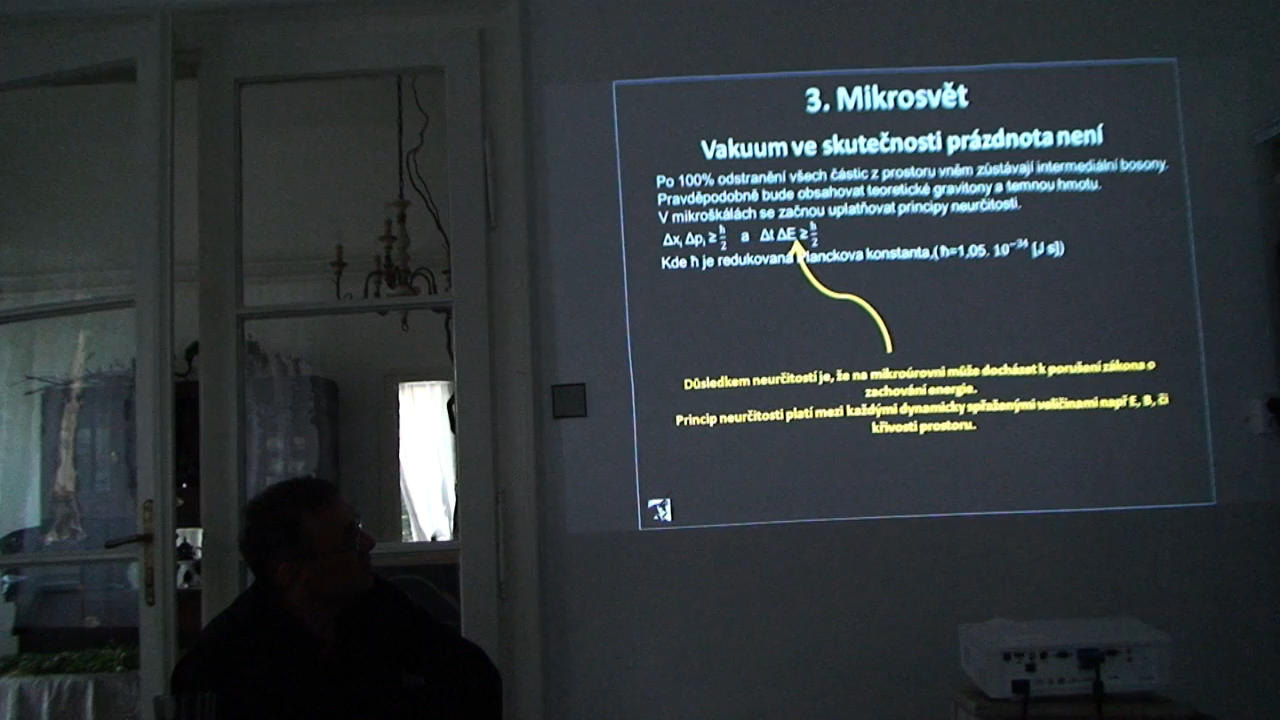 3. Mikrosvět
Vakuum ve skutečnosti prázdnota není
Po 100% odstranění všech částic z prostoru vněm zůstávají intermediální bosony.
Pravděpodobně bude obsahovat teoretické gravitony a temnou hmotu.
V mikroškálách se začnou uplatňovat principy neurčitosti.
Δxᵢ Δpᵢ ≥ ħ/2 a Δt ΔE ≥ ħ/2
Kde ħ je redukovaná Planckova konstanta,(ħ=1,05. 10⁻³⁴ [J s])
Důsledkem neurčitostí je, že na mikroúrovni může docházet k porušení zákona o
zachování energie.
Princip neurčitosti platí mezi každými dynamicky spřaženými veličinami např E, B, či
křivosti prostoru.